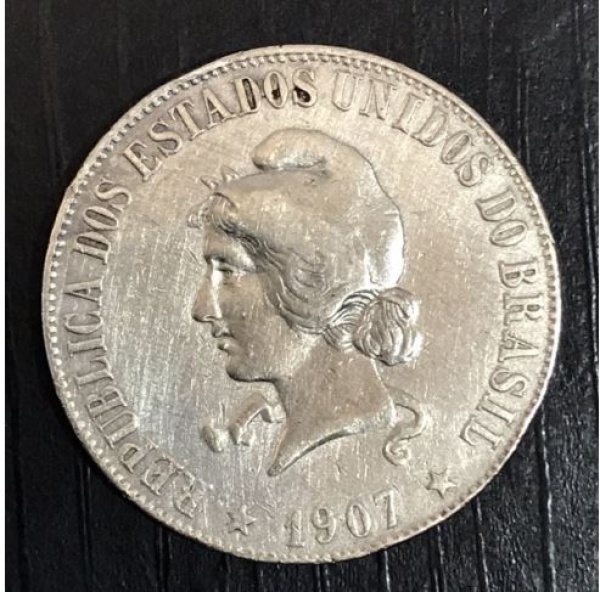 REPUBLICA DOS ESTADOS UNIDOS DO BRASIL
1907